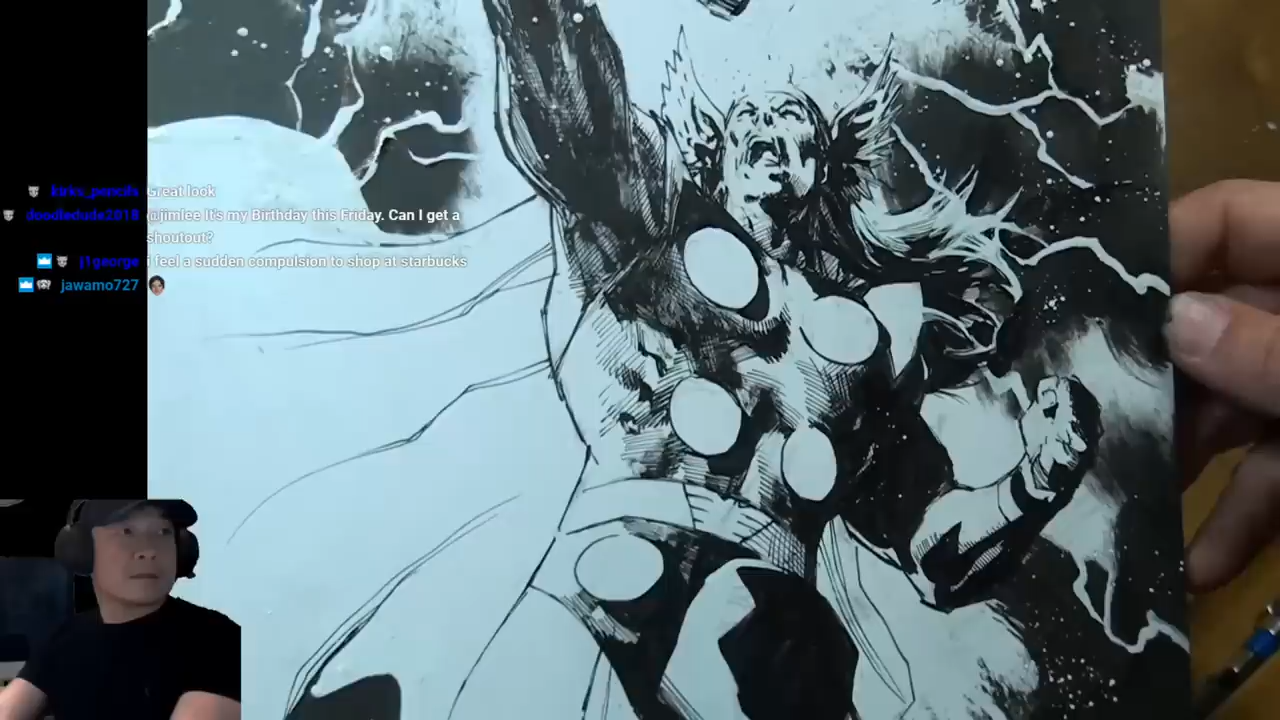 kirks_pencils Great look
doodledude2018 @jimlee It's my Birthday this Friday. Can I get a
shoutout?
j1george i feel a sudden compulsion to shop at starbucks
jawamo727